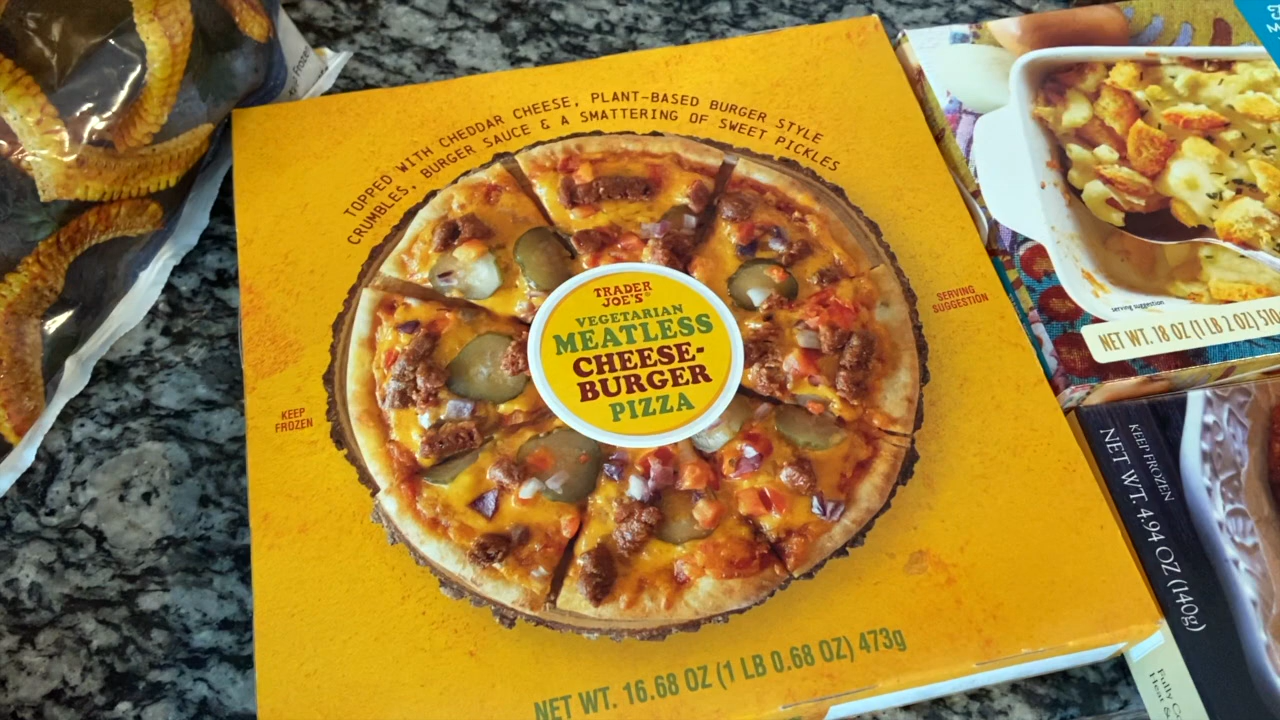 TOPPED WITH CHEDDAR CHEESE, PLANT-BASED BURGER STYLE
CRUMBLES, BURGER SAUCE & A SMATTERING OF SWEET PICKLES
TRADER
JOE'S®
VEGETARIAN
MEATLESS
CHEESE-
BURGER
PIZZA
KEEP
FROZEN
SERVING
SUGGESTION
NET WT. 16.68 OZ (1 LB 0.68 OZ) 473g
serving suggestion
NET WT. 18 OZ (1 LB 2 OZ) 510
KEEP FROZEN
NET WT. 4.94 OZ (140g)
Fully
Heat &